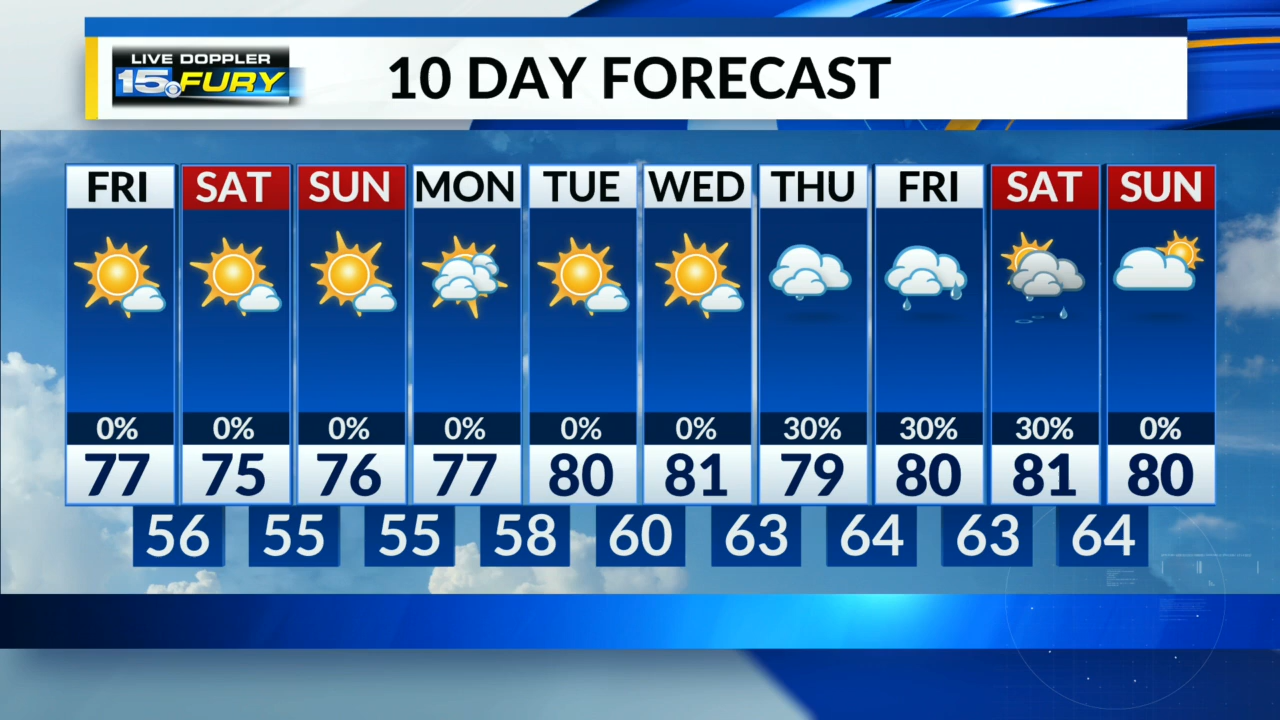 LIVE DOPPLER
15 FURY
10 DAY FORECAST
FRI SAT SUN MON TUE WED THU FRI SAT SUN
0% 0% 0% 0% 0% 0% 30% 30% 30% 0%
77 75 76 77 80 81 79 80 81 80
56 55 55 58 60 63 64 63 64